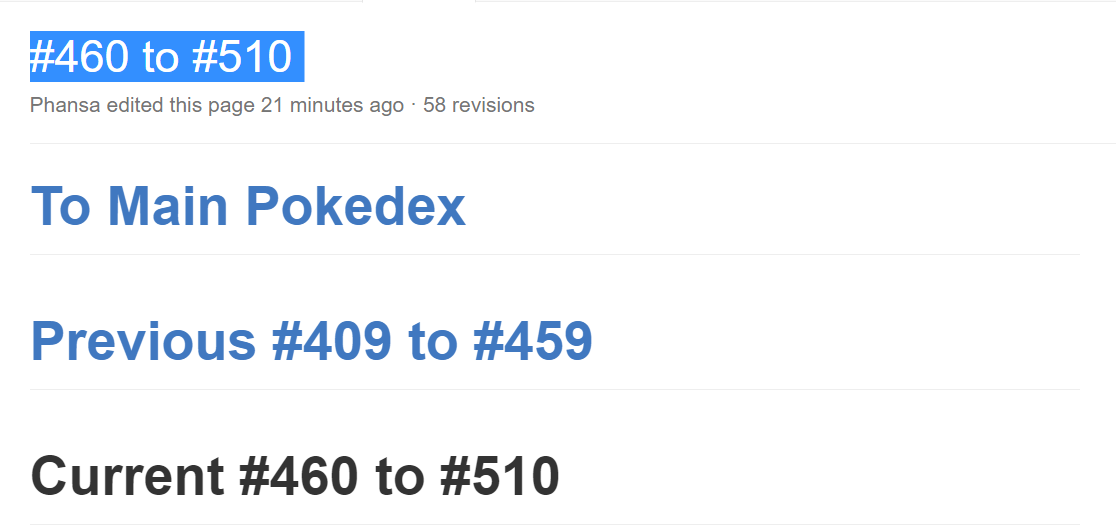 #460 to #510
Phansa edited this page 21 minutes ago · 58 revisions
To Main Pokedex
Previous #409 to #459
Current #460 to #510